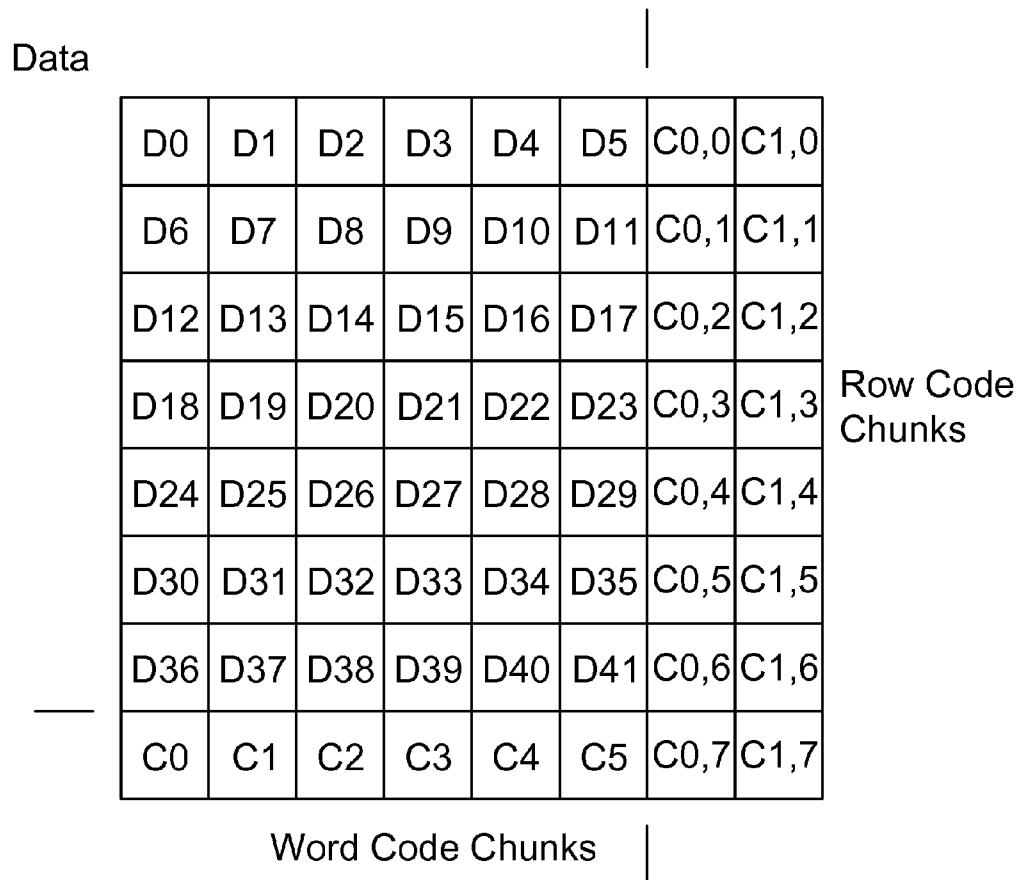 Data
D0 D1 D2 D3 D4 D5 C0,0 C1,0
D6 D7 D8 D9 D10 D11 C0,1 C1,1
D12 D13 D14 D15 D16 D17 C0,2 C1,2
D18 D19 D20 D21 D22 D23 C0,3 C1,3
Row Code
Chunks
D24 D25 D26 D27 D28 D29 C0,4 C1,4
D30 D31 D32 D33 D34 D35 C0,5 C1,5
D36 D37 D38 D39 D40 D41 C0,6 C1,6
C0 C1 C2 C3 C4 C5 C0,7 C1,7
Word Code Chunks